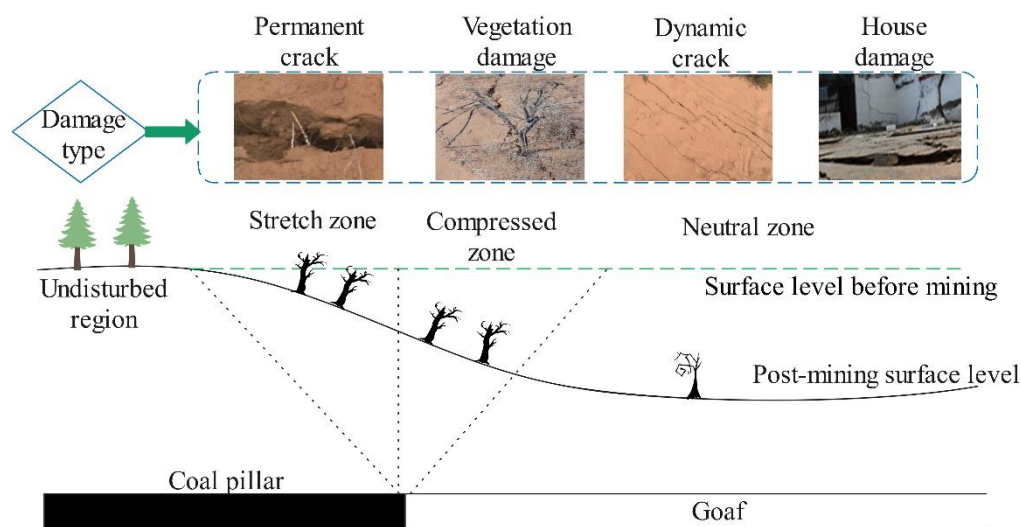 Permanent
crack
Vegetation
damage
Dynamic
crack
House
damage
Damage
type
Stretch zone
Compressed
zone
Neutral zone
Undisturbed
region
Surface level before mining
Post-mining surface level
Coal pillar
Goaf